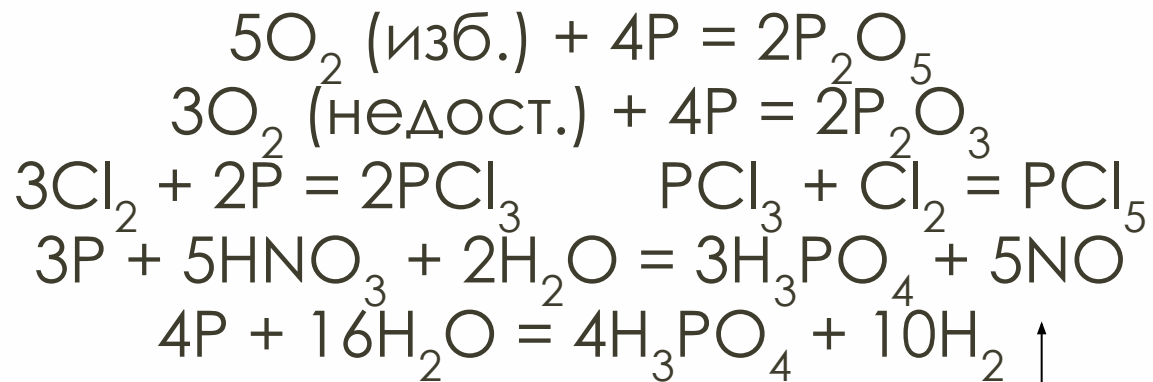 5O₂ (изб.) + 4P = 2P₂O₅
3O₂ (недост.) + 4P = 2P₂O₃
3Cl₂ + 2P = 2PCl₃ PCl₃ + Cl₂ = PCl₅
3P + 5HNO₃ + 2H₂O = 3H₃PO₄ + 5NO
4P + 16H₂O = 4H₃PO₄ + 10H₂ ↑